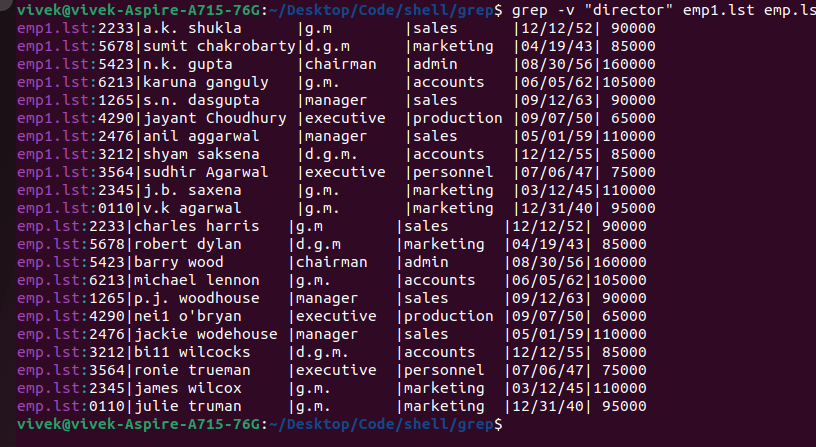 vivek@vivek-Aspire-A715-76G:~/Desktop/Code/shell/grep$ grep -v "director" emp1.lst emp.ls
emp1.lst:2233|a.k. shukla      |g.m         |sales      |12/12/52| 90000
emp1.lst:5678|sumit chakrobarty|d.g.m       |marketing  |04/19/43| 85000
emp1.lst:5423|n.k. gupta       |chairman    |admin      |08/30/56|160000
emp1.lst:6213|karuna ganguly   |g.m.        |accounts   |06/05/62|105000
emp1.lst:1265|s.n. dasgupta    |manager     |sales      |09/12/63| 90000
emp1.lst:4290|jayant Choudhury |executive   |production |09/07/50| 65000
emp1.lst:2476|anil aggarwal    |manager     |sales      |05/01/59|110000
emp1.lst:3212|shyam saksena    |d.g.m.      |accounts   |12/12/55| 85000
emp1.lst:3564|sudhir Agarwal   |executive   |personnel  |07/06/47| 75000
emp1.lst:2345|j.b. saxena      |g.m.        |marketing  |03/12/45|110000
emp1.lst:0110|v.k agarwal      |g.m.        |marketing  |12/31/40| 95000
emp.lst:2233|charles harris   |g.m         |sales      |12/12/52| 90000
emp.lst:5678|robert dylan     |d.g.m       |marketing  |04/19/43| 85000
emp.lst:5423|barry wood       |chairman    |admin      |08/30/56|160000
emp.lst:6213|michael lennon   |g.m.        |accounts   |06/05/62|105000
emp.lst:1265|p.j. woodhouse   |manager     |sales      |09/12/63| 90000
emp.lst:4290|nei1 o'bryan     |executive   |production |09/07/50| 65000
emp.lst:2476|jackie wodehouse |manager     |sales      |05/01/59|110000
emp.lst:3212|bi11 wilcocks    |d.g.m.      |accounts   |12/12/55| 85000
emp.lst:3564|ronie trueman    |executive   |personnel  |07/06/47| 75000
emp.lst:2345|james wilcox     |g.m.        |marketing  |03/12/45|110000
emp.lst:0110|julie truman     |g.m.        |marketing  |12/31/40| 95000
vivek@vivek-Aspire-A715-76G:~/Desktop/Code/shell/grep$